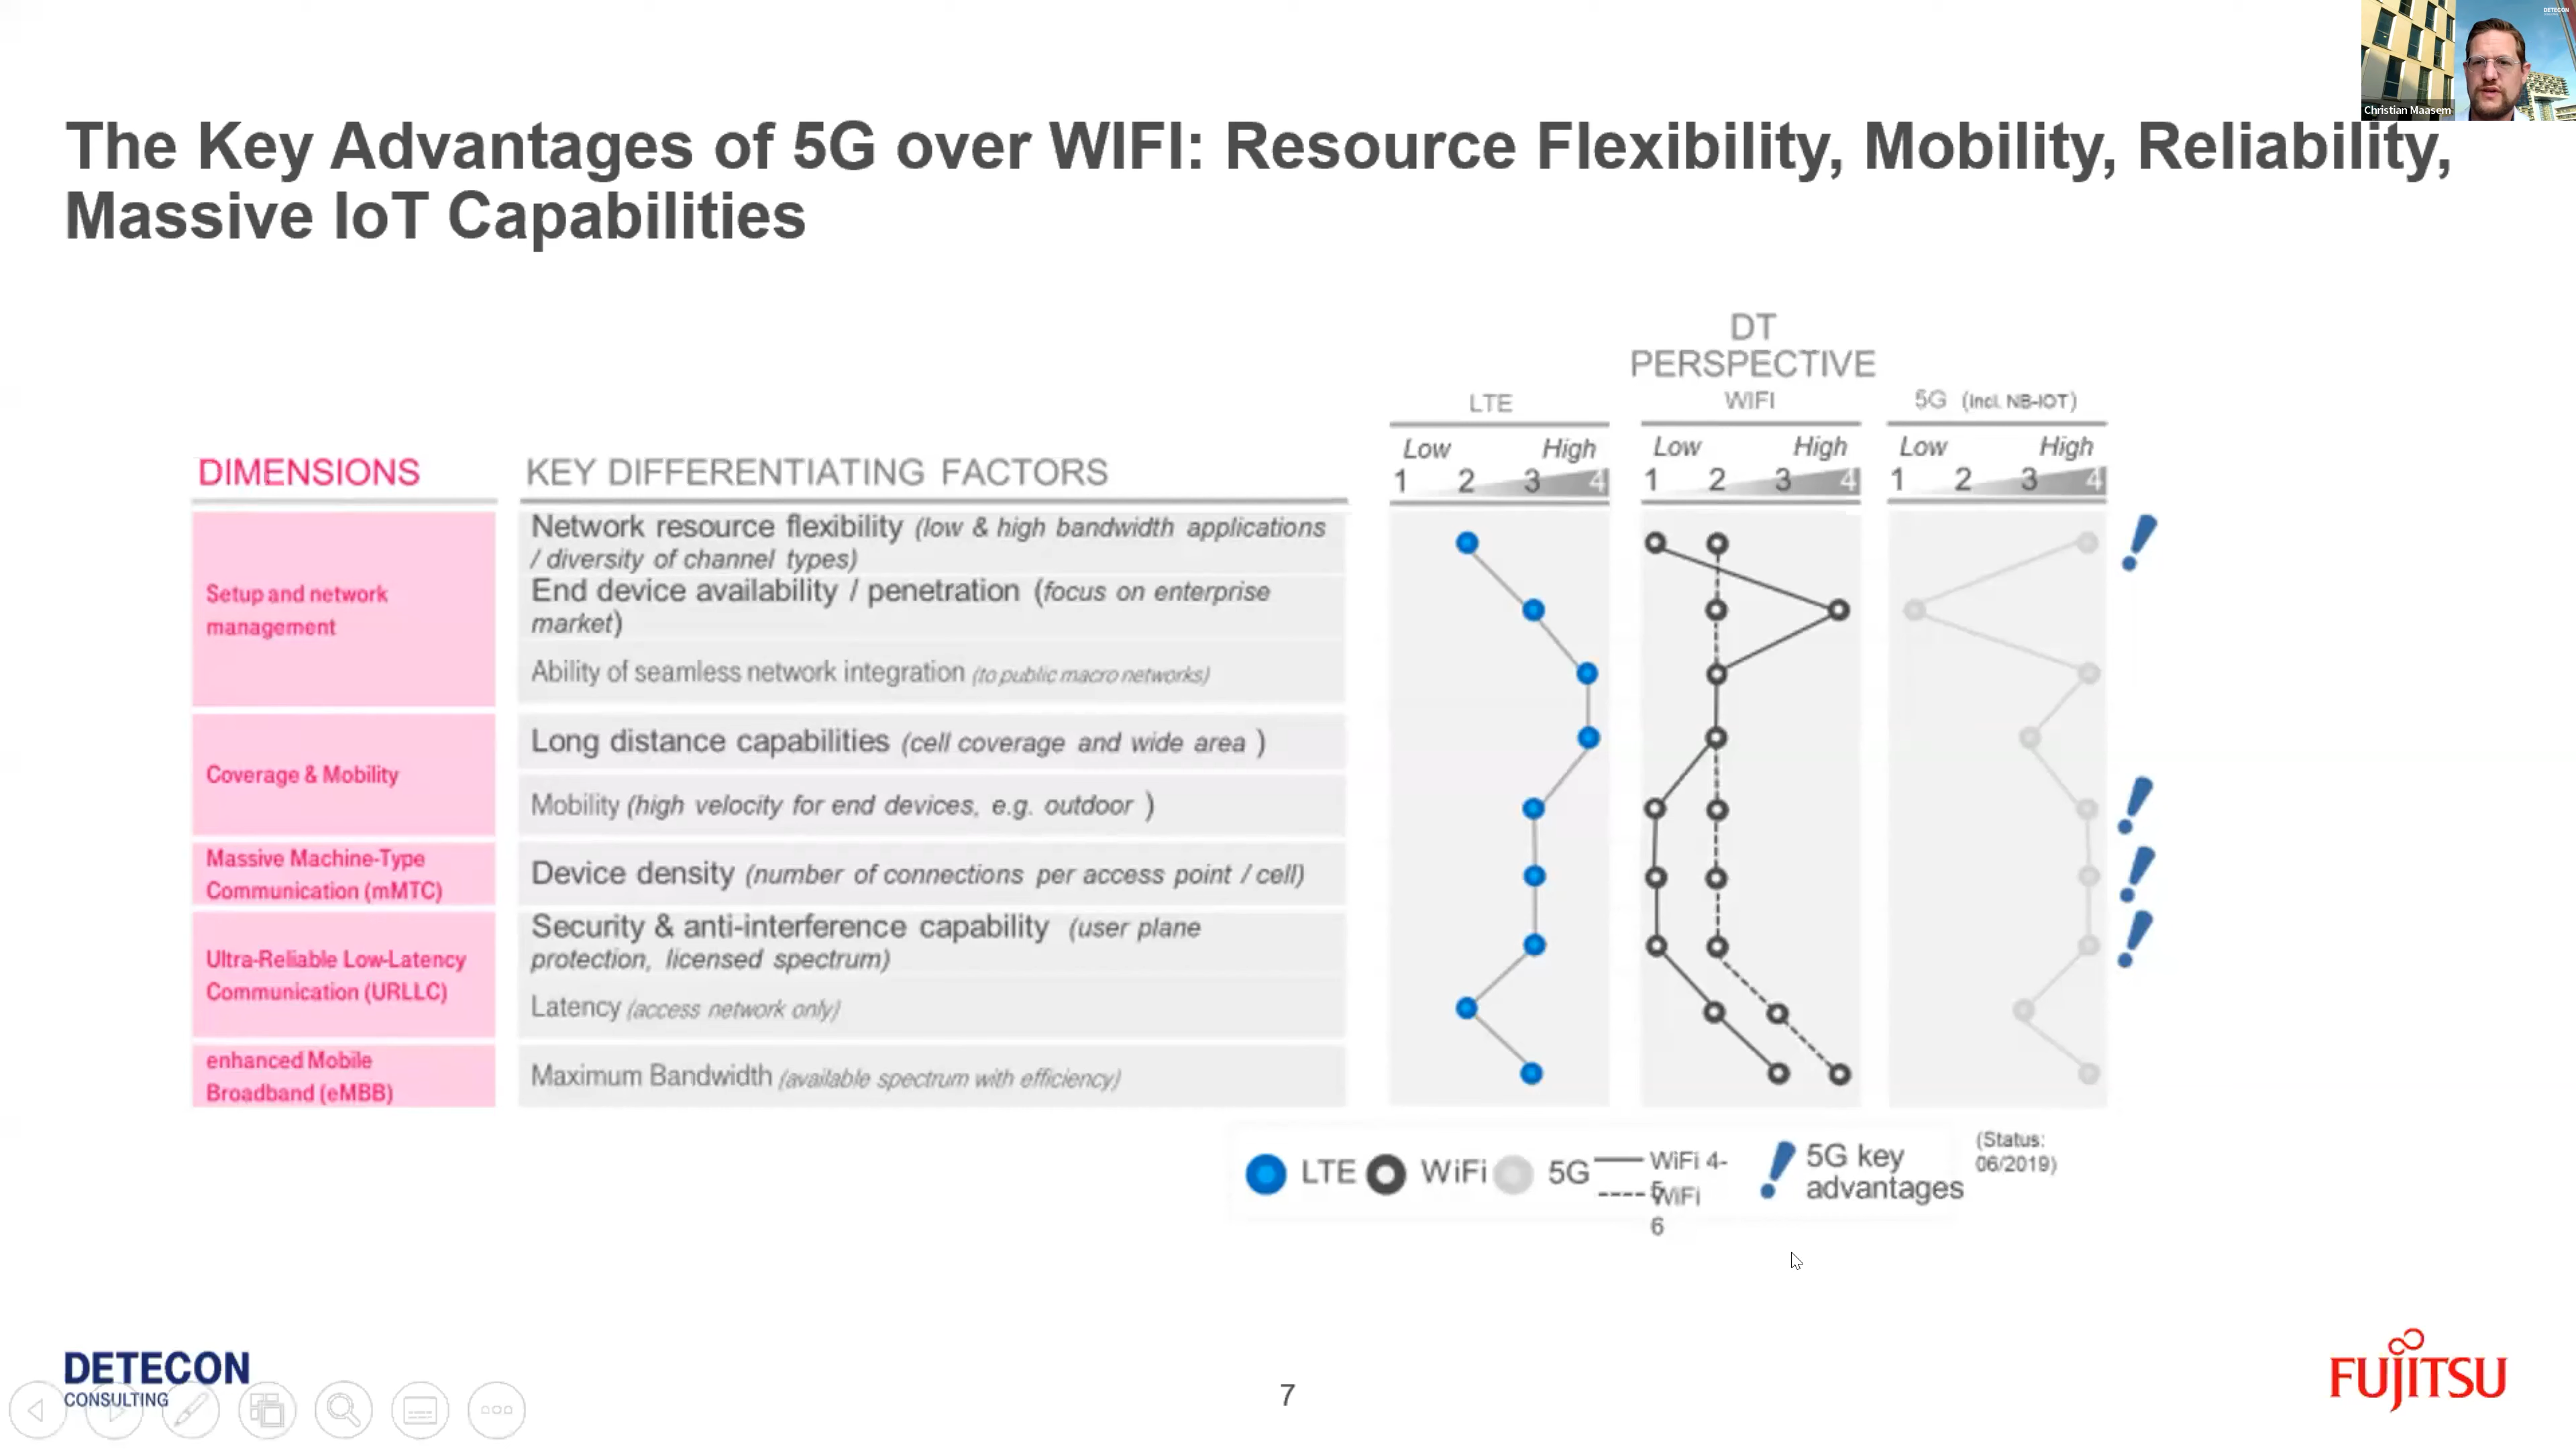 DETECON
Christian Maasem
The Key Advantages of 5G over WIFI: Resource Flexibility, Mobility, Reliability,
Massive IoT Capabilities
DT
PERSPECTIVE
LTE
WIFI
5G (incl. NB-IOT)
Low High
Low High
Low High
DIMENSIONS
KEY DIFFERENTIATING FACTORS
1 2 3 4
1 2 3 4
1 2 3 4
Setup and network
management
Network resource flexibility (low & high bandwidth applications
/ diversity of channel types)
End device availability / penetration (focus on enterprise
market)
Ability of seamless network integration (to public macro networks)
Coverage & Mobility
Long distance capabilities (cell coverage and wide area )
Mobility (high velocity for end devices, e.g. outdoor )
Massive Machine-Type
Communication (mMTC)
Device density (number of connections per access point / cell)
Ultra-Reliable Low-Latency
Communication (URLLC)
Security & anti-interference capability (user plane
protection, licensed spectrum)
Latency (access network only)
enhanced Mobile
Broadband (eMBB)
Maximum Bandwidth (available spectrum with efficiency)
LTE
WiFi
5G
WiFi 4-
5
WiFi
6
5G key
advantages
(Status:
06/2019)
DETECON
CONSULTING
7
FUJITSU